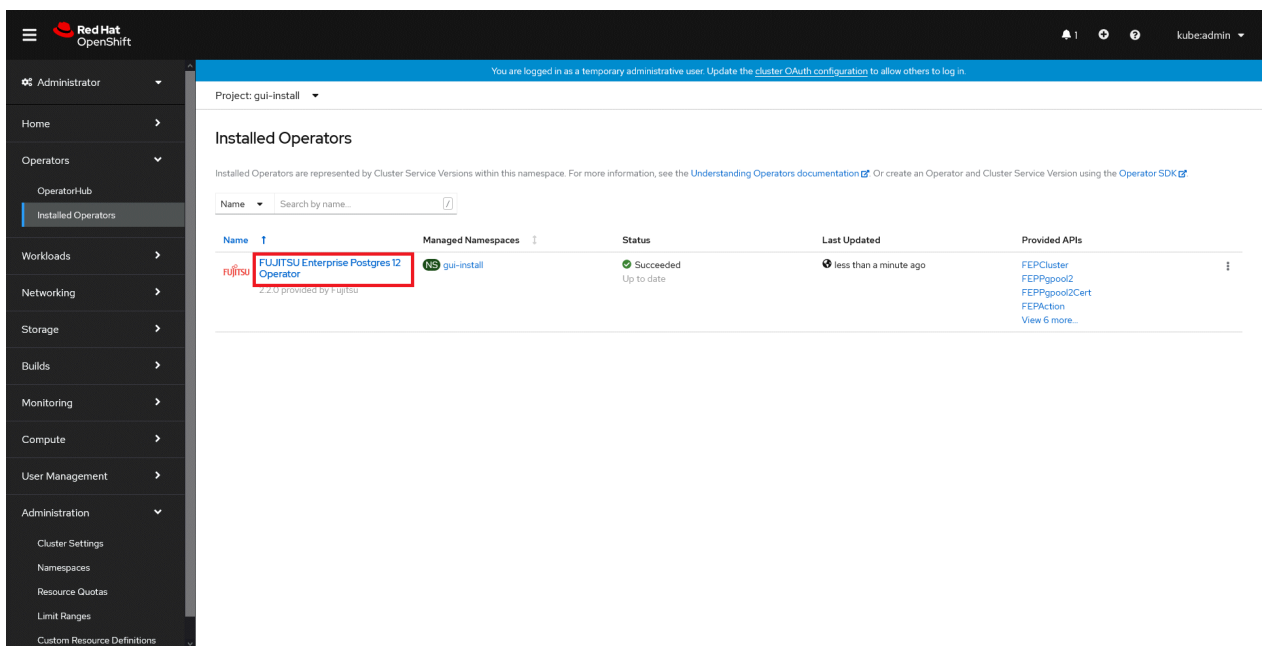 Red Hat
OpenShift
1
kube:admin
You are logged in as a temporary administrative user. Update the cluster OAuth configuration to allow others to log in.
Administrator
Home
Operators
OperatorHub
Installed Operators
Workloads
Networking
Storage
Builds
Monitoring
Compute
User Management
Administration
Cluster Settings
Namespaces
Resource Quotas
Limit Ranges
Custom Resource Definitions
Project: gui-install
Installed Operators
Installed Operators are represented by Cluster Service Versions within this namespace. For more information, see the Understanding Operators documentation. Or create an Operator and Cluster Service Version using the Operator SDK
Name Search by name... /
Name Managed Namespaces Status Last Updated Provided APIs
FUJITSU
FUJITSU Enterprise Postgres 12
Operator
2.2.0 provided by Fujitsu
NS gui-install
Succeeded
Up to date
less than a minute ago
FEPCluster
FEPPgpool2
FEPPgpool2Cert
FEPAction
View 6 more...